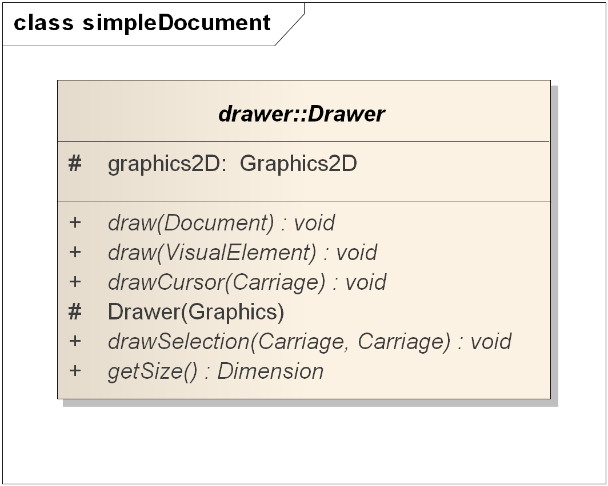 class simpleDocument
drawer::Drawer
# graphics2D: Graphics2D
+ draw(Document) : void
+ draw(VisualElement) : void
+ drawCursor(Carriage) : void
# Drawer(Graphics)
+ drawSelection(Carriage, Carriage) : void
+ getSize() : Dimension